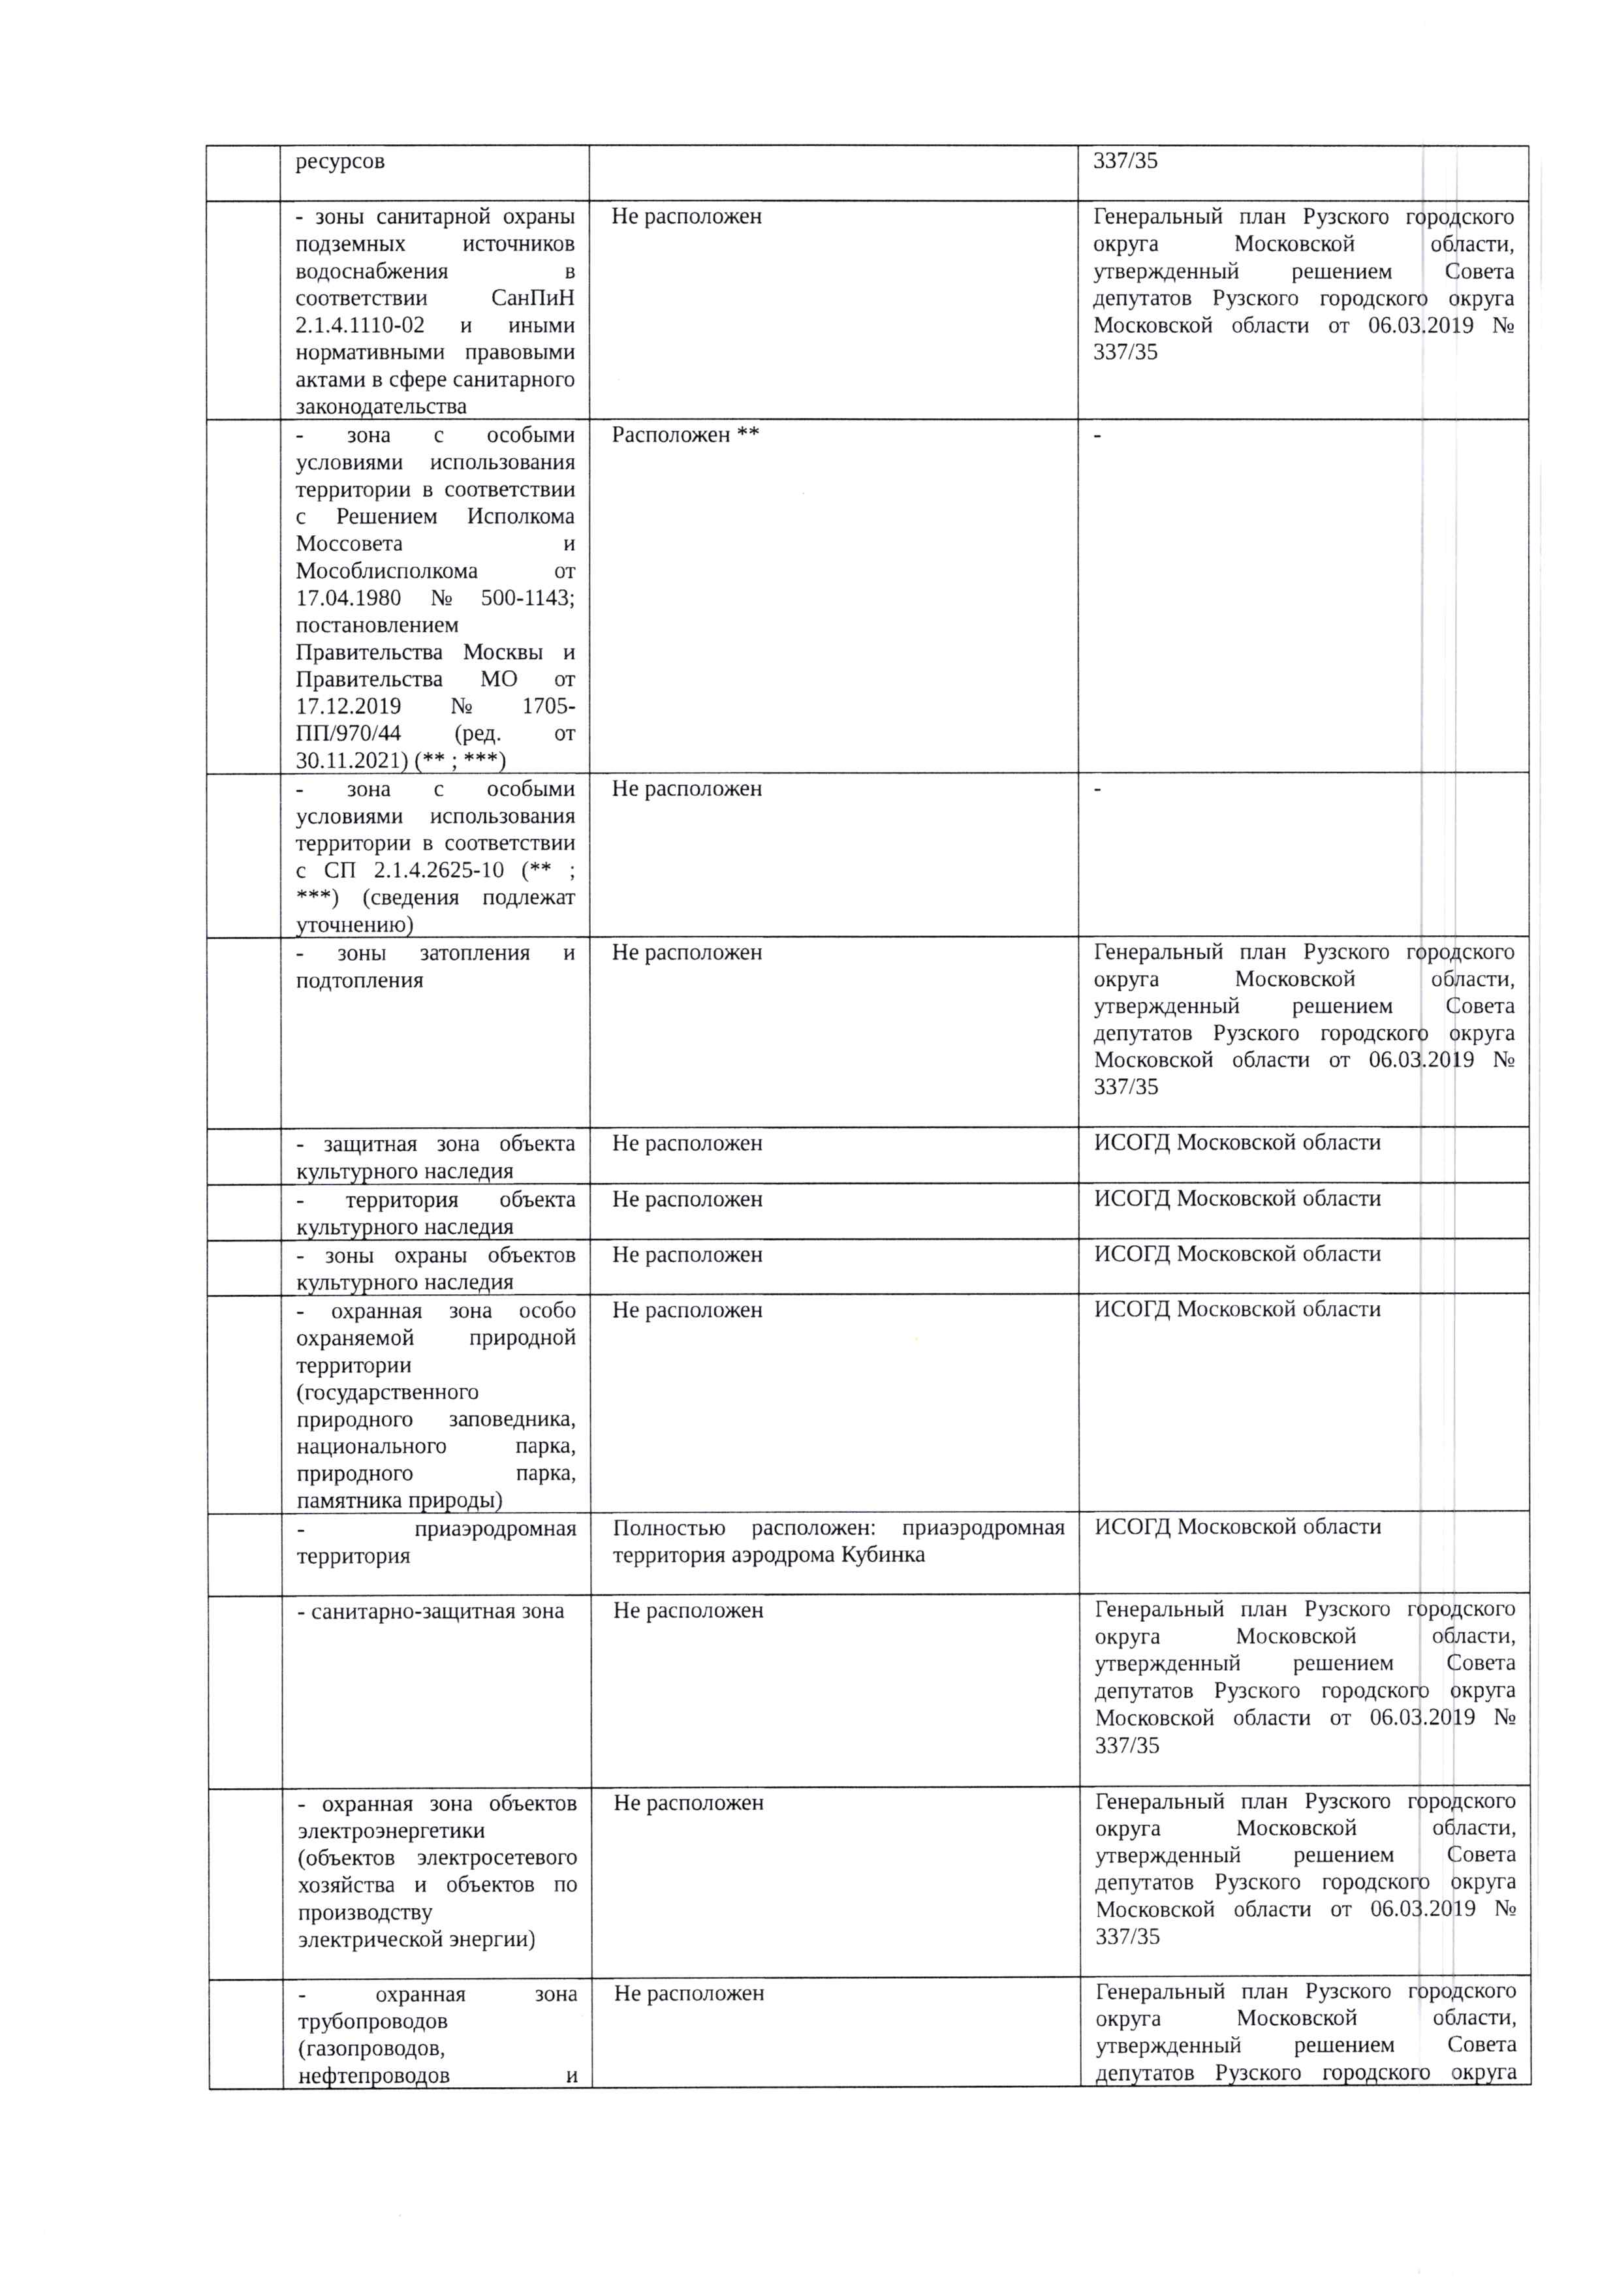 ресурсов
337/35
- зоны санитарной охраны
подземных источников
водоснабжения в
соответствии СанПиН
2.1.4.1110-02 и иными
нормативными правовыми
актами в сфере санитарного
законодательства
Не расположен
Генеральный план Рузского городского
округа Московской области,
утвержденный решением Совета
депутатов Рузского городского округа
Московской области от 06.03.2019 №
337/35
- зона с особыми
условиями использования
территории в соответствии
с Решением Исполкома
Моссовета и
Мособлисполкома от
17.04.1980 № 500-1143;
постановлением
Правительства Москвы и
Правительства МО от
17.12.2019 № 1705-
ПП/970/44 (ред. от
30.11.2021) (** ; ***)
Расположен **
-
- зона с особыми
условиями использования
территории в соответствии
с СП 2.1.4.2625-10 (** ;
***) (сведения подлежат
уточнению)
Не расположен
-
- зоны затопления и
подтопления
Не расположен
Генеральный план Рузского городского
округа Московской области,
утвержденный решением Совета
депутатов Рузского городского округа
Московской области от 06.03.2019 №
337/35
- защитная зона объекта
культурного наследия
Не расположен
ИСОГД Московской области
- территория объекта
культурного наследия
Не расположен
ИСОГД Московской области
- зоны охраны объектов
культурного наследия
Не расположен
ИСОГД Московской области
- охранная зона особо
охраняемой природной
территории
(государственного
природного заповедника,
национального парка,
природного парка,
памятника природы)
Не расположен
ИСОГД Московской области
- приаэродромная
территория
Полностью расположен: приаэродромная
территория аэродрома Кубинка
ИСОГД Московской области
- санитарно-защитная зона
Не расположен
Генеральный план Рузского городского
округа Московской области,
утвержденный решением Совета
депутатов Рузского городского округа
Московской области от 06.03.2019 №
337/35
- охранная зона объектов
электроэнергетики
(объектов электросетевого
хозяйства и объектов по
производству
электрической энергии)
Не расположен
Генеральный план Рузского городского
округа Московской области,
утвержденный решением Совета
депутатов Рузского городского округа
Московской области от 06.03.2019 №
337/35
- охранная зона
трубопроводов
(газопроводов,
нефтепроводов и
Не расположен
Генеральный план Рузского городского
округа Московской области,
утвержденный решением Совета
депутатов Рузского городского округа